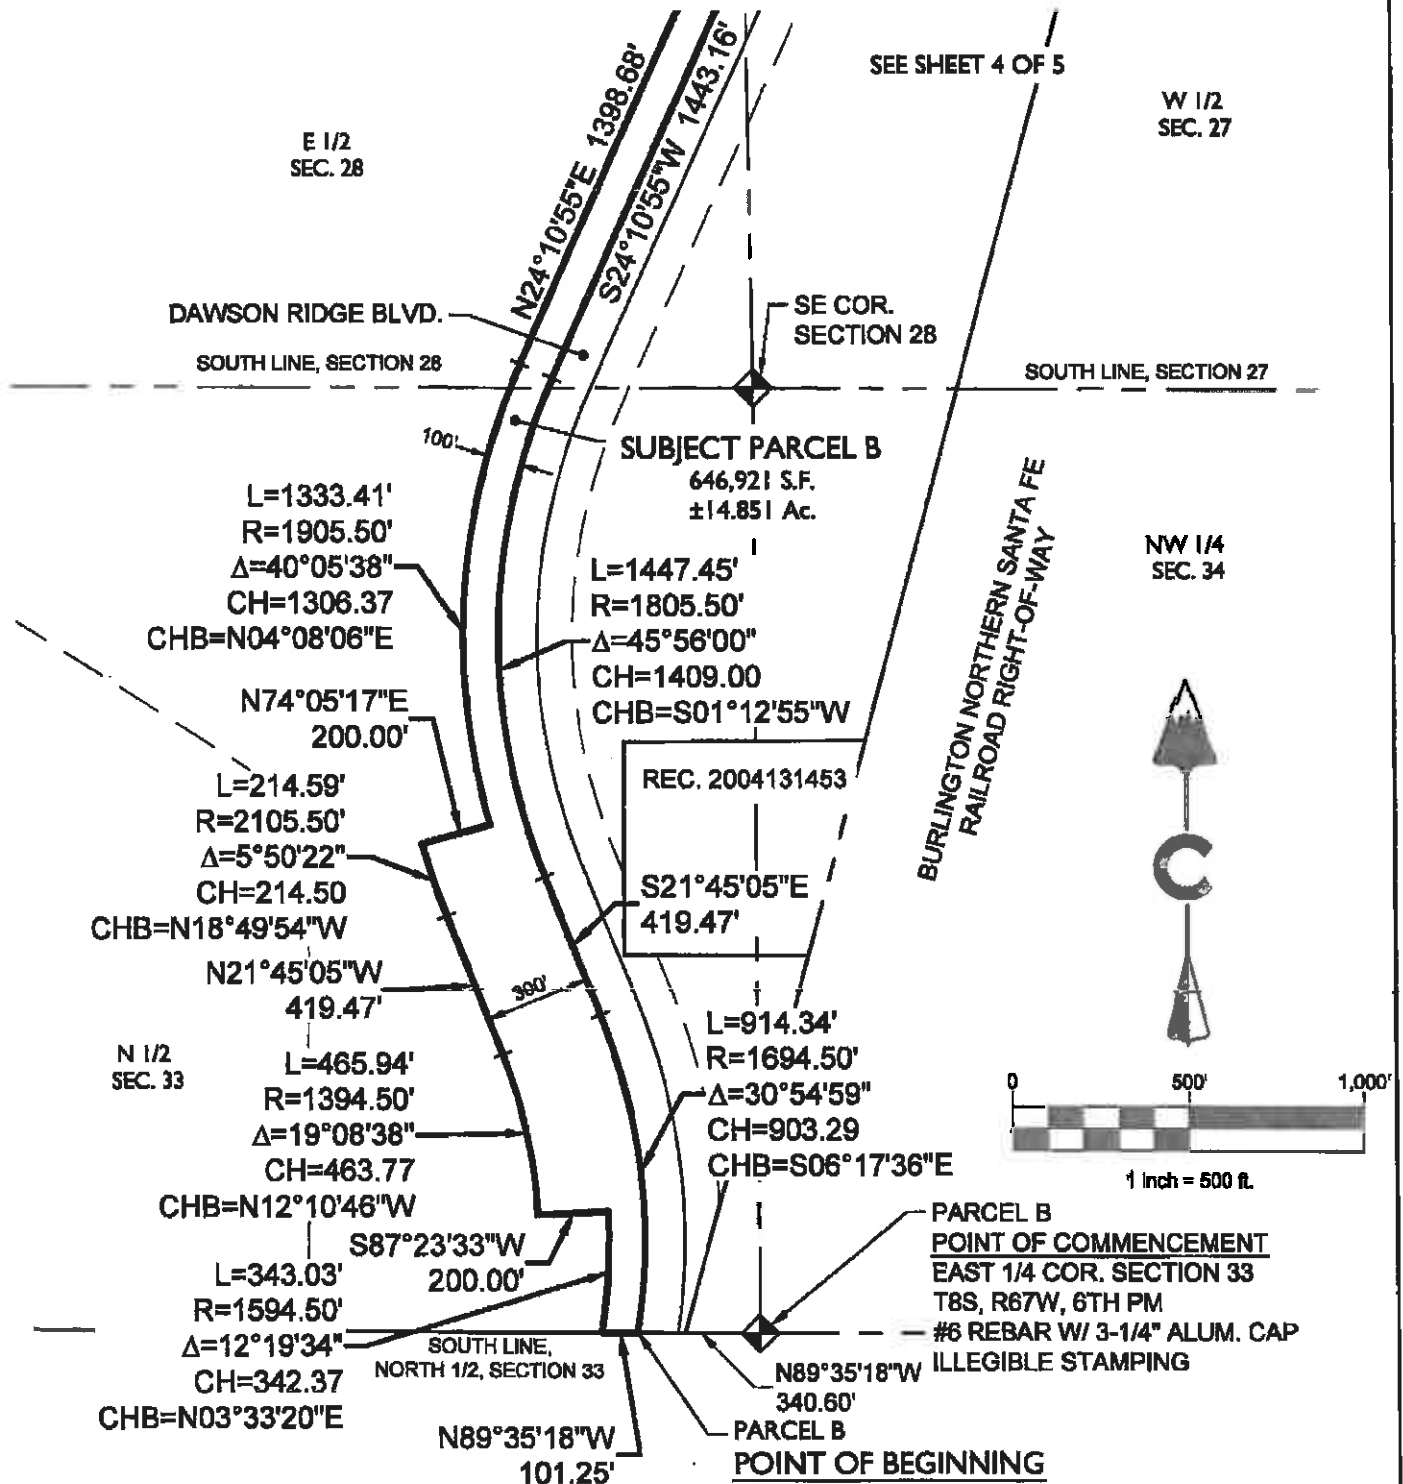 SEE SHEET 4 OF 5
W 1/2
SEC. 27
E 1/2
SEC. 28
N24°10'55"E 1398.68'
S24°10'55"W 1443.16'
DAWSON RIDGE BLVD.
SE COR.
SECTION 28
SOUTH LINE, SECTION 28
SOUTH LINE, SECTION 27
100'
SUBJECT PARCEL B
646,921 S.F.
±14.851 Ac.
L=1333.41'
R=1905.50'
Δ=40°05'38"
CH=1306.37
CHB=N04°08'06"E
L=1447.45'
R=1805.50'
Δ=45°56'00"
CH=1409.00
CHB=S01°12'55"W
BURLINGTON NORTHERN SANTA FE
RAILROAD RIGHT-OF-WAY
NW 1/4
SEC. 34
N74°05'17"E
200.00'
REC. 2004131453
L=214.59'
R=2105.50'
Δ=5°50'22"
CH=214.50
CHB=N18°49'54"W
S21°45'05"E
419.47'
N21°45'05"W
419.47'
300'
N 1/2
SEC. 33
L=465.94'
R=1394.50'
Δ=19°08'38"
CH=463.77
CHB=N12°10'46"W
L=914.34'
R=1694.50'
Δ=30°54'59"
CH=903.29
CHB=S06°17'36"E
0 500' 1,000'
1 inch = 500 ft.
S87°23'33"W
200.00'
L=343.03'
R=1594.50'
Δ=12°19'34"
CH=342.37
CHB=N03°33'20"E
SOUTH LINE,
NORTH 1/2, SECTION 33
PARCEL B
POINT OF COMMENCEMENT
EAST 1/4 COR. SECTION 33
T8S, R67W, 6TH PM
#6 REBAR W/ 3-1/4" ALUM. CAP
ILLEGIBLE STAMPING
N89°35'18"W
340.60'
N89°35'18"W
101.25'
PARCEL B
POINT OF BEGINNING